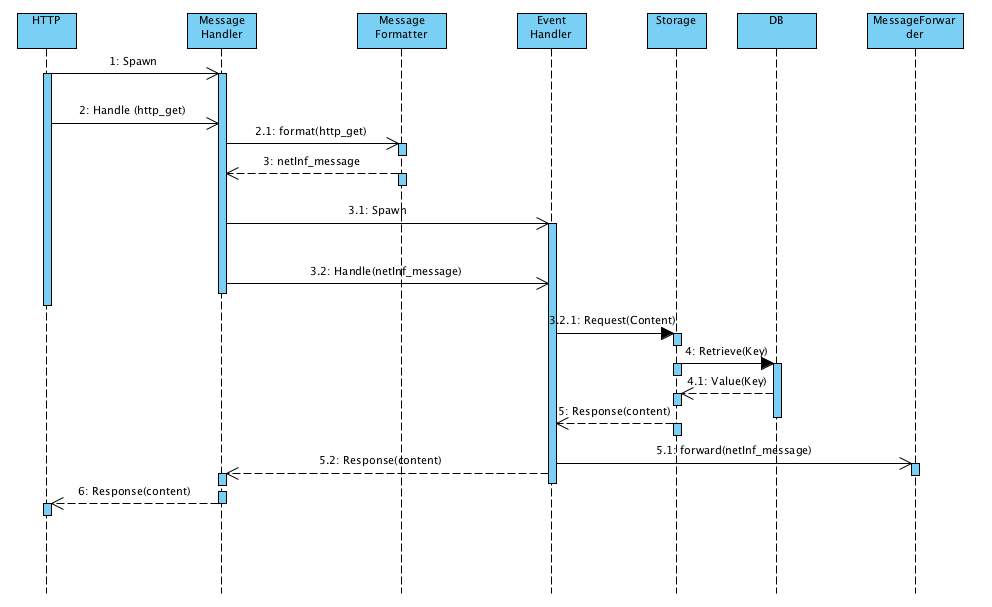 HTTP
Message
Handler
Message
Formatter
Event
Handler
Storage
DB
MessageForwar
der
1: Spawn
2: Handle (http_get)
2.1: format(http_get)
3: netInf_message
3.1: Spawn
3.2: Handle(netInf_message)
3.2.1: Request(Content)
4: Retrieve(Key)
4.1: Value(Key)
5: Response(content)
5.1: forward(netInf_message)
5.2: Response(content)
6: Response(content)